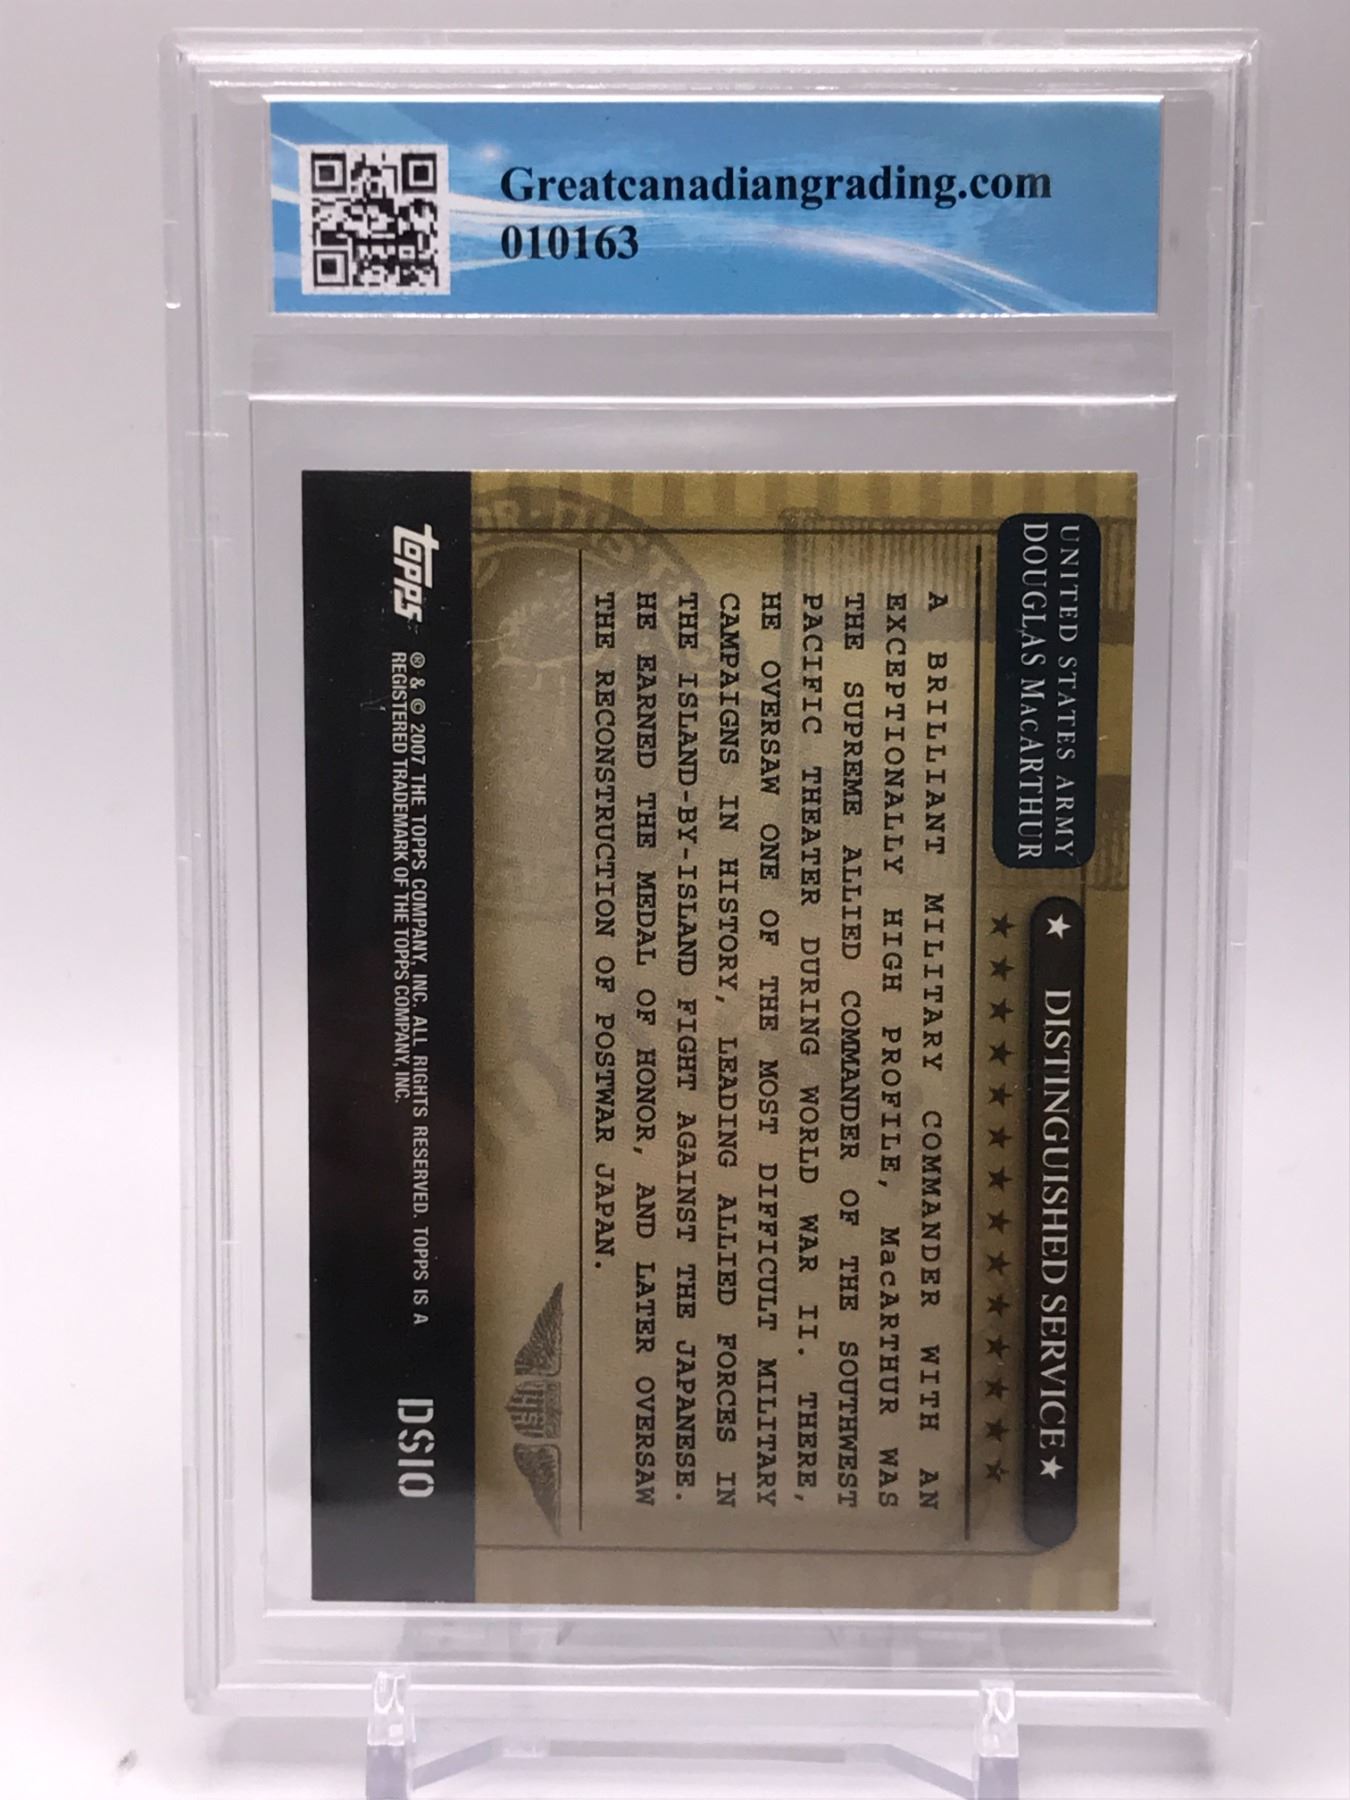 Greatcanadiangrading.com
010163
UNITED STATES ARMY
DOUGLAS MACARTHUR
★ DISTINGUISHED SERVICE ★
A BRILLIANT MILITARY COMMANDER WITH AN
EXCEPTIONALLY HIGH PROFILE, MacARTHUR WAS
THE SUPREME ALLIED COMMANDER OF THE SOUTHWEST
PACIFIC THEATER DURING WORLD WAR II. THERE,
HE OVERSAW ONE OF THE MOST DIFFICULT MILITARY
CAMPAIGNS IN HISTORY, LEADING ALLIED FORCES IN
THE ISLAND-BY-ISLAND FIGHT AGAINST THE JAPANESE.
HE EARNED THE MEDAL OF HONOR, AND LATER OVERSAW
THE RECONSTRUCTION OF POSTWAR JAPAN.
Topps
® & © 2007 THE TOPPS COMPANY, INC. ALL RIGHTS RESERVED. TOPPS IS A
REGISTERED TRADEMARK OF THE TOPPS COMPANY, INC.
DS10